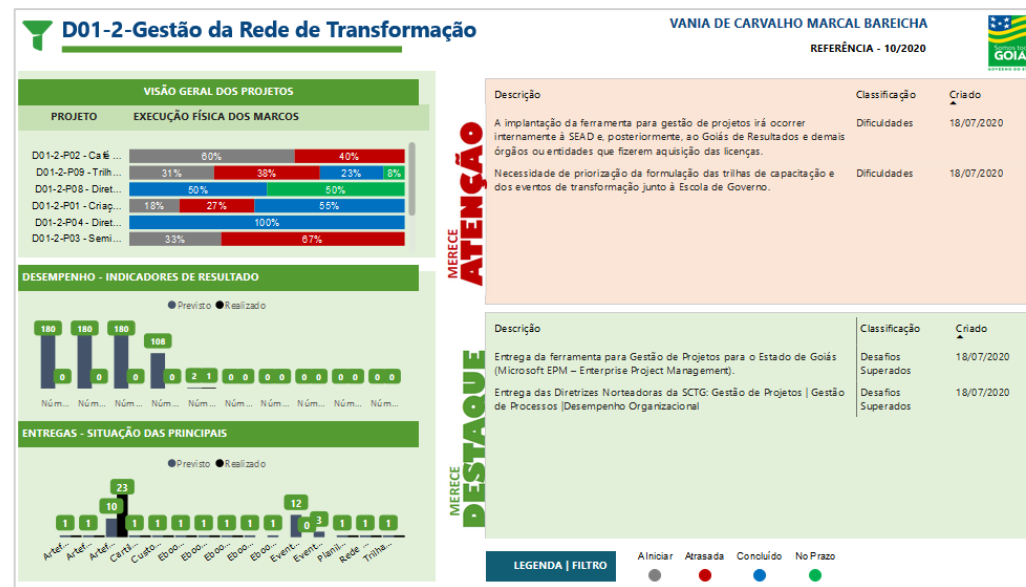 D01-2-Gestão da Rede de Transformação
VANIA DE CARVALHO MARCAL BAREICHA
REFERÊNCIA - 10/2020
GOIÁS
VISÃO GERAL DOS PROJETOS
PROJETO EXECUÇÃO FÍSICA DOS MARCOS
D01-2-P02 - Café ... 60% 40%
D01-2-P09 - Trilh... 31% 38% 23% 8%
D01-2-P08 - Diret... 50% 50%
D01-2-P01 - Criaç... 18% 27% 55%
D01-2-P04 - Diret... 100%
D01-2-P03 - Semi... 33% 67%
DESEMPENHO - INDICADORES DE RESULTADO
Previsto Realizado
180 0 180 0 180 0 108 0 2 1 0 0 0 0 0 0 0 0 0 0
Núm... Núm... Núm... Núm... Núm... Núm... Núm... Núm... Núm... Núm...
ENTREGAS - SITUAÇÃO DAS PRINCIPAIS
Previsto Realizado
1 1 10 23 1 1 1 1 1 1 1 12 0 3 1 1 1
Artef... Artef... Artef... Cartil... Custo... Eboo... Eboo... Eboo... Eboo... Eboo... Event... Event... Planil... Rede ... Trilha...
MERECE
ATENÇÃO
Descrição Classificação Criado
A implantação da ferramenta para gestão de projetos irá ocorrer Dificuldades 18/07/2020
internamente à SEAD e, posteriormente, ao Goiás de Resultados e demais
órgãos ou entidades que fizerem aquisição das licenças.
Necessidade de priorização da formulação das trilhas de capacitação e Dificuldades 18/07/2020
dos eventos de transformação junto à Escola de Governo.
MERECE
DESTAQUE
Descrição Classificação Criado
Entrega da ferramenta para Gestão de Projetos para o Estado de Goiás Desafios 18/07/2020
(Microsoft EPM – Enterprise Project Management). Superados
Entrega das Diretrizes Norteadoras da SCTG: Gestão de Projetos | Gestão Desafios 18/07/2020
de Processos |Desempenho Organizacional Superados
LEGENDA | FILTRO
A Iniciar Atrasada Concluído No Prazo